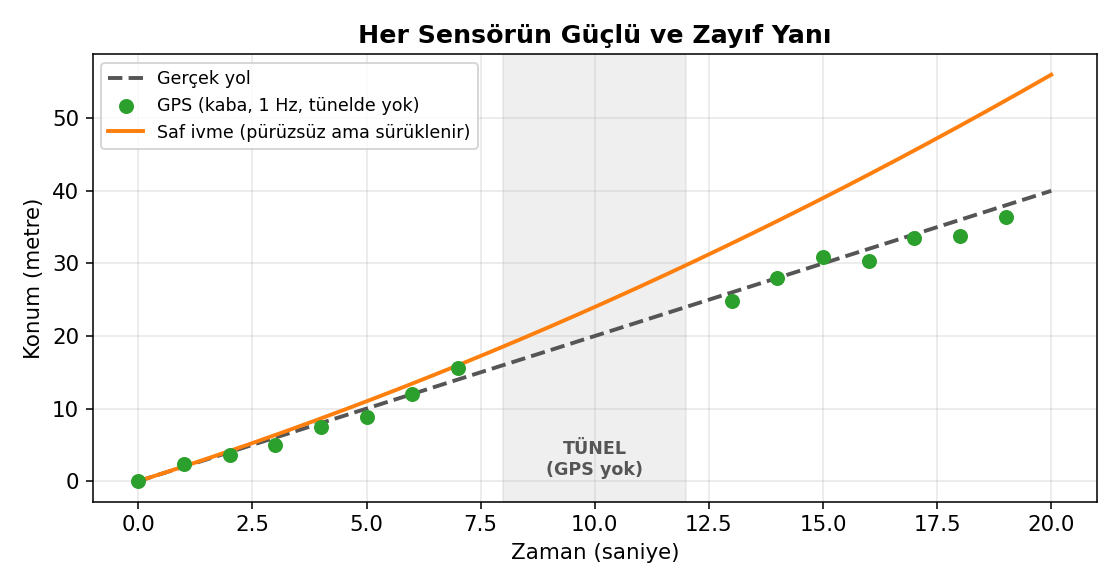 Her Sensörün Güçlü ve Zayıf Yanı
Gerçek yol
GPS (kaba, 1 Hz, tünelde yok)
Saf ivme (pürüzsüz ama sürüklenir)
Konum (metre)
50
40
30
20
10
0
TÜNEL
(GPS yok)
0.0 2.5 5.0 7.5 10.0 12.5 15.0 17.5 20.0
Zaman (saniye)